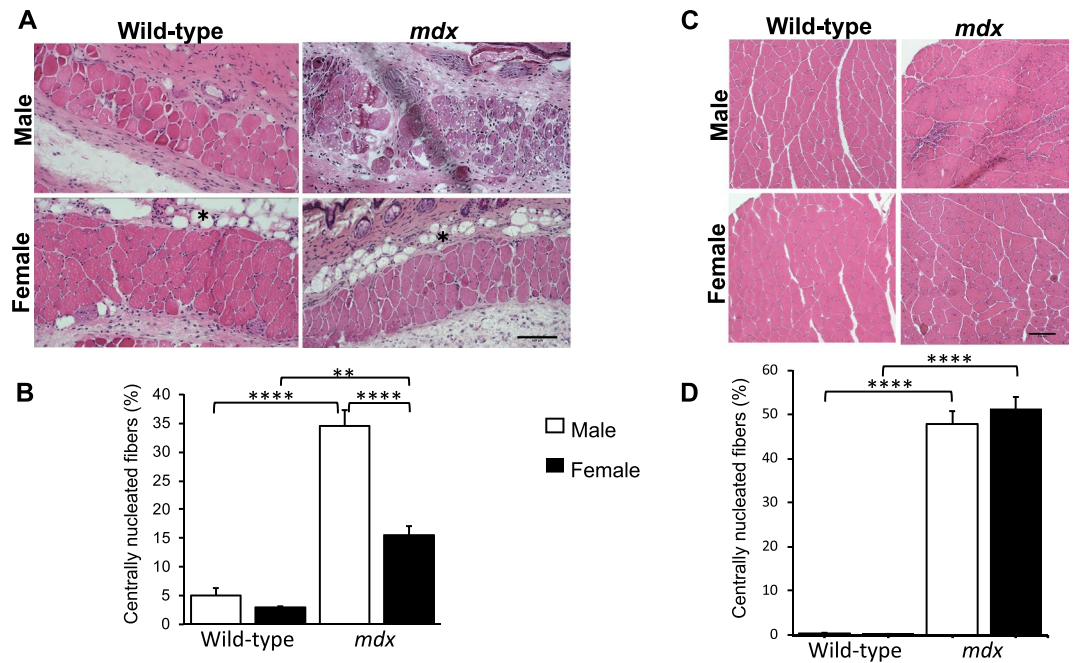 A
Wild-type
mdx
Male
Female
*
*
B
Centrally nucleated fibers (%)
40
35
30
25
20
15
10
5
0
****
**
****
Wild-type
mdx
Male
Female
C
Wild-type
mdx
Male
Female
D
Centrally nucleated fibers (%)
60
50
40
30
20
10
0
****
****
Wild-type
mdx